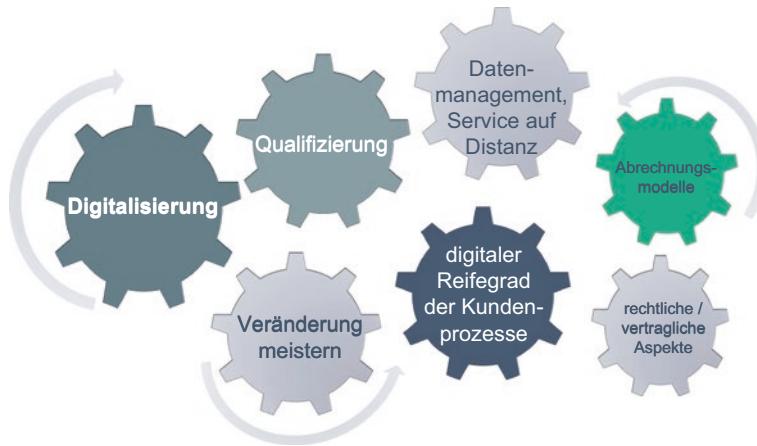 Digitalisierung
Qualifizierung
Daten-
management,
Service auf
Distanz
Abrechnungs-
modelle
Veränderung
meistern
digitaler
Reifegrad
der Kunden-
prozesse
rechtliche /
vertragliche
Aspekte